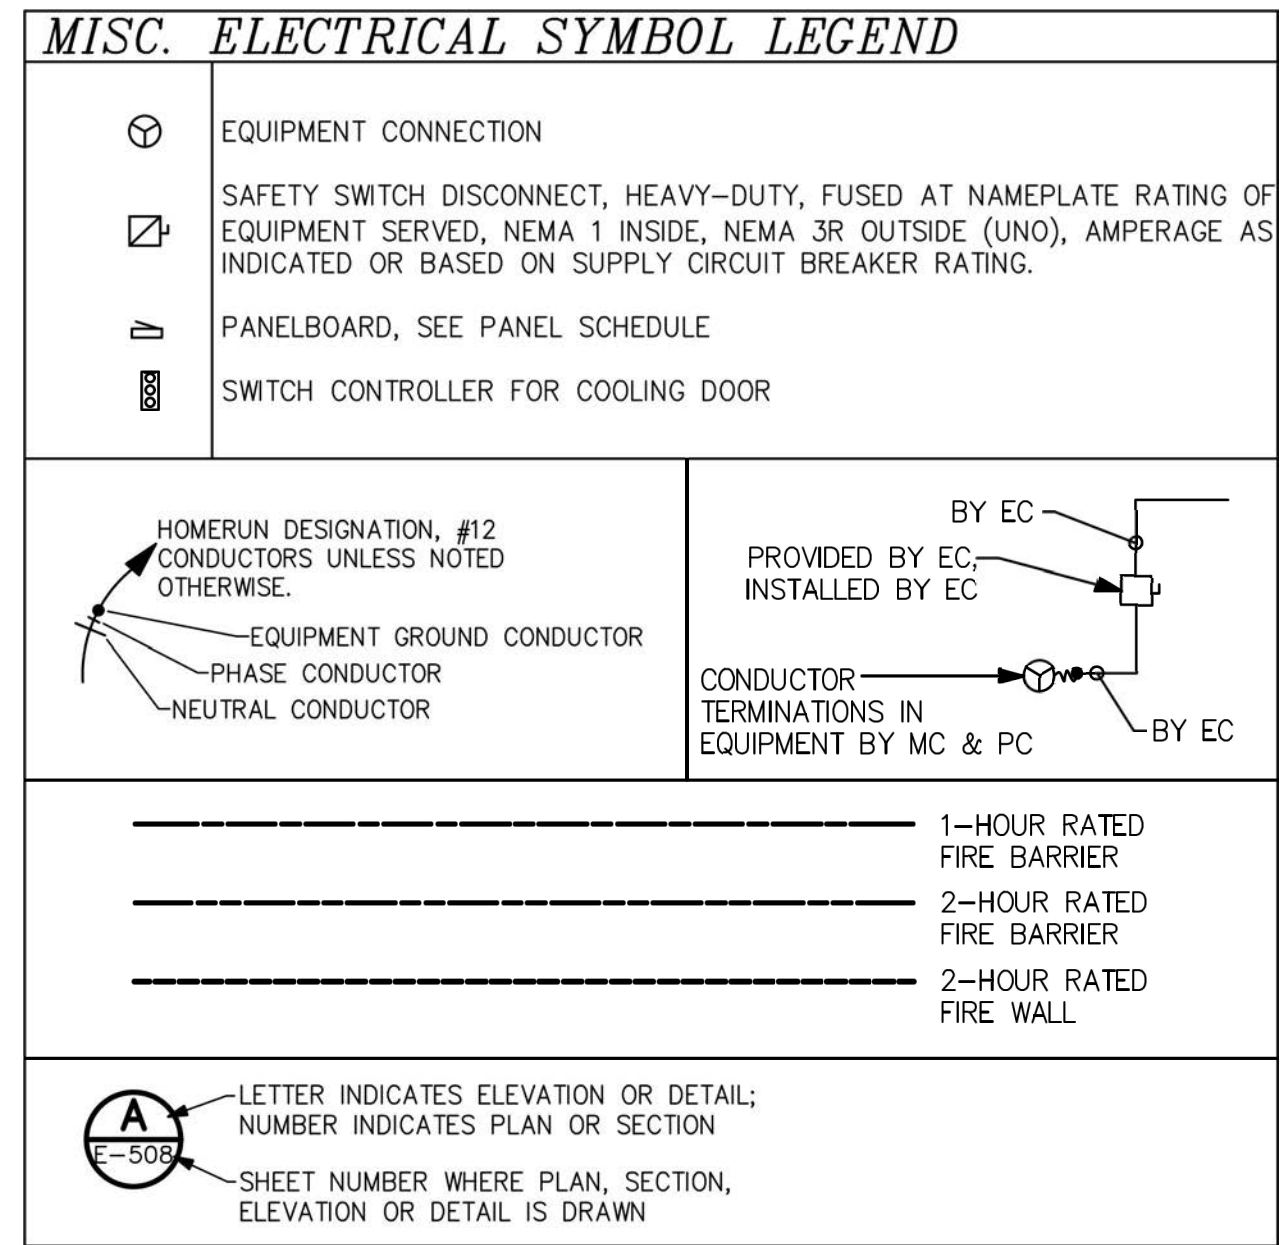 MISC. ELECTRICAL SYMBOL LEGEND
EQUIPMENT CONNECTION
SAFETY SWITCH DISCONNECT, HEAVY-DUTY, FUSED AT NAMEPLATE RATING OF
EQUIPMENT SERVED, NEMA 1 INSIDE, NEMA 3R OUTSIDE (UNO), AMPERAGE AS
INDICATED OR BASED ON SUPPLY CIRCUIT BREAKER RATING.
PANELBOARD, SEE PANEL SCHEDULE
SWITCH CONTROLLER FOR COOLING DOOR
HOMERUN DESIGNATION, #12
CONDUCTORS UNLESS NOTED
OTHERWISE.
EQUIPMENT GROUND CONDUCTOR
PHASE CONDUCTOR
NEUTRAL CONDUCTOR
BY EC
PROVIDED BY EC,
INSTALLED BY EC
CONDUCTOR
TERMINATIONS IN
EQUIPMENT BY MC & PC
BY EC
1-HOUR RATED
FIRE BARRIER
2-HOUR RATED
FIRE BARRIER
2-HOUR RATED
FIRE WALL
A
E-508
LETTER INDICATES ELEVATION OR DETAIL;
NUMBER INDICATES PLAN OR SECTION
SHEET NUMBER WHERE PLAN, SECTION,
ELEVATION OR DETAIL IS DRAWN